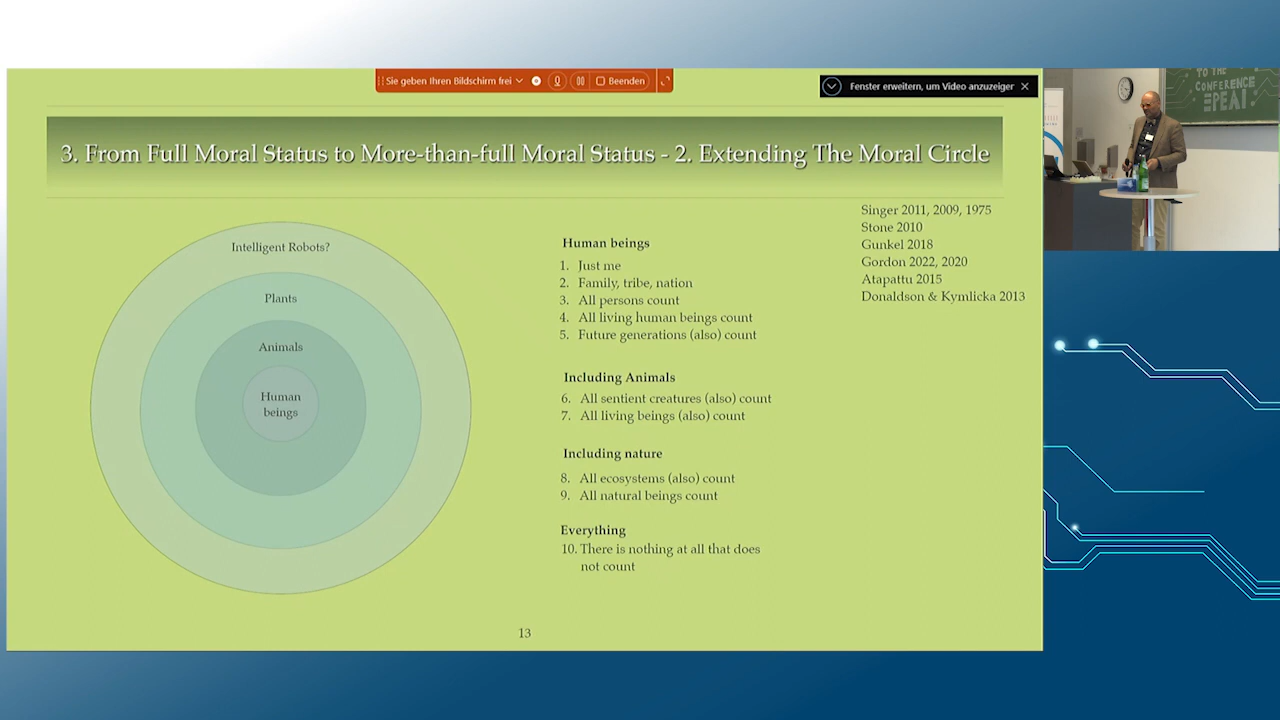 Sie geben Ihren Bildschirm frei
Beenden
Fenster erweitern, um Video anzuzeiger
TO THE
CONFERENCE
EPEAI
3. From Full Moral Status to More-than-full Moral Status - 2. Extending The Moral Circle
Singer 2011, 2009, 1975
Stone 2010
Gunkel 2018
Gordon 2022, 2020
Atapattu 2015
Donaldson & Kymlicka 2013
Intelligent Robots?
Plants
Animals
Human
beings
Human beings
1. Just me
2. Family, tribe, nation
3. All persons count
4. All living human beings count
5. Future generations (also) count
Including Animals
6. All sentient creatures (also) count
7. All living beings (also) count
Including nature
8. All ecosystems (also) count
9. All natural beings count
Everything
10. There is nothing at all that does
not count
13